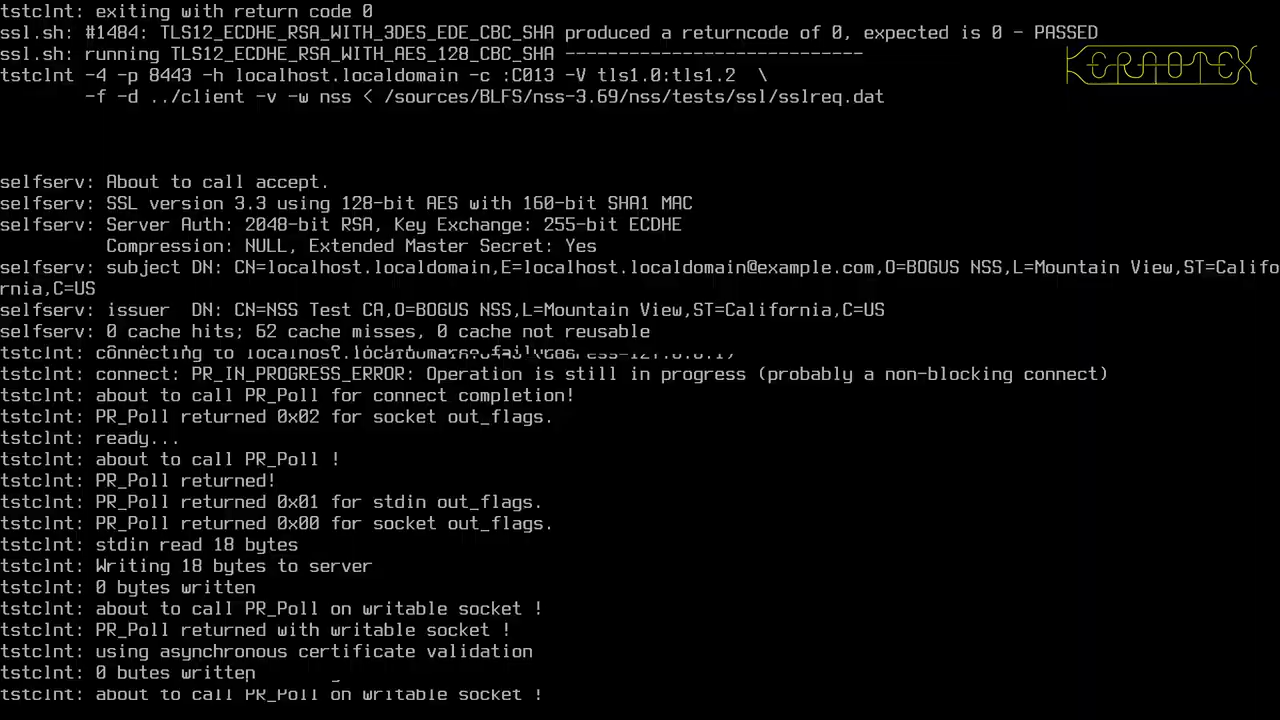 tstclnt: exiting with return code 0
ssl.sh: #1484: TLS12_ECDHE_RSA_WITH_3DES_EDE_CBC_SHA produced a returncode of 0, expected is 0 - PASSED
ssl.sh: running TLS12_ECDHE_RSA_WITH_AES_128_CBC_SHA ----------------------------
KERNOTEX
tstclnt -4 -p 8443 -h localhost.localdomain -c :C013 -V tls1.0:tls1.2  \
        -f -d ../client -v -w nss < /sources/BLFS/nss-3.69/nss/tests/ssl/sslreq.dat
selfserv: About to call accept.
selfserv: SSL version 3.3 using 128-bit AES with 160-bit SHA1 MAC
selfserv: Server Auth: 2048-bit RSA, Key Exchange: 255-bit ECDHE
          Compression: NULL, Extended Master Secret: Yes
selfserv: subject DN: CN=localhost.localdomain,E=localhost.localdomain@example.com,O=BOGUS NSS,L=Mountain View,ST=Califo
rnia,C=US
selfserv: issuer  DN: CN=NSS Test CA,O=BOGUS NSS,L=Mountain View,ST=California,C=US
selfserv: 0 cache hits; 62 cache misses, 0 cache not reusable
tstclnt: connecting to
tstclnt: connect: PR_IN_PROGRESS_ERROR: Operation is still in progress (probably a non-blocking connect)
tstclnt: about to call PR_Poll for connect completion!
tstclnt: PR_Poll returned 0x02 for socket out_flags.
tstclnt: ready...
tstclnt: about to call PR_Poll !
tstclnt: PR_Poll returned!
tstclnt: PR_Poll returned 0x01 for stdin out_flags.
tstclnt: PR_Poll returned 0x00 for socket out_flags.
tstclnt: stdin read 18 bytes
tstclnt: Writing 18 bytes to server
tstclnt: 0 bytes written
tstclnt: about to call PR_Poll on writable socket !
tstclnt: PR_Poll returned with writable socket !
tstclnt: using asynchronous certificate validation
tstclnt: 0 bytes written
tstclnt: about to call PR_Poll on writable socket !